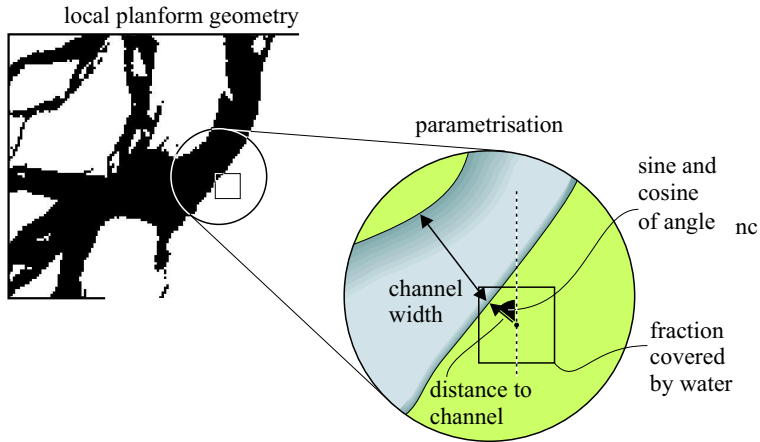 local planform geometry
parametrisation
sine and
cosine
of angle nc
channel
width
fraction
covered
by water
distance to
channel